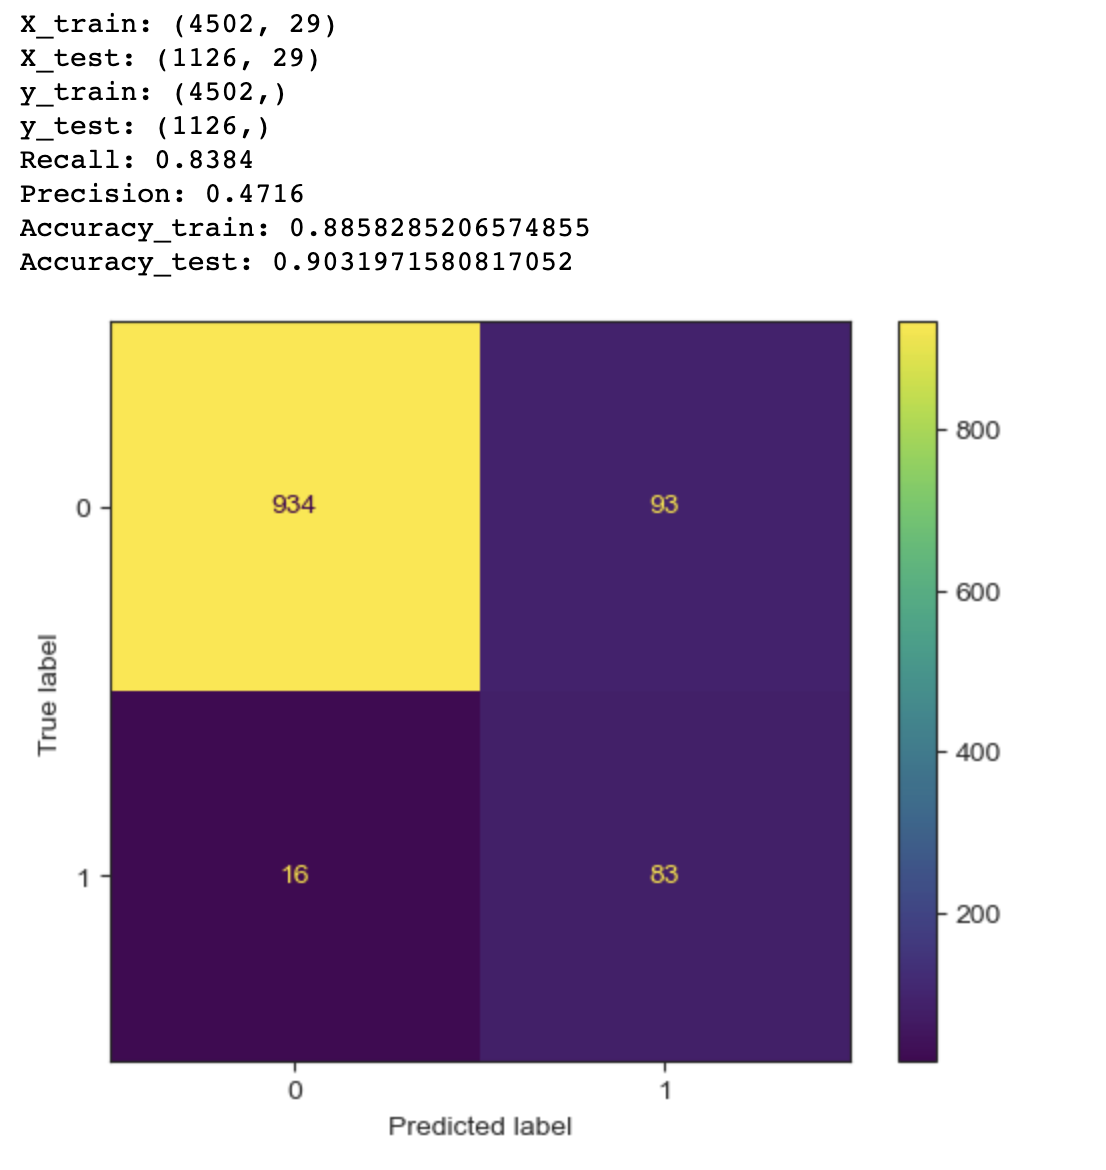 X_train: (4502, 29)
X_test: (1126, 29)
y_train: (4502,)
y_test: (1126,)
Recall: 0.8384
Precision: 0.4716
Accuracy_train: 0.8858285206574855
Accuracy_test: 0.9031971580817052
800
0
934
93
600
True label
400
1
16
83
200
0
1
Predicted label